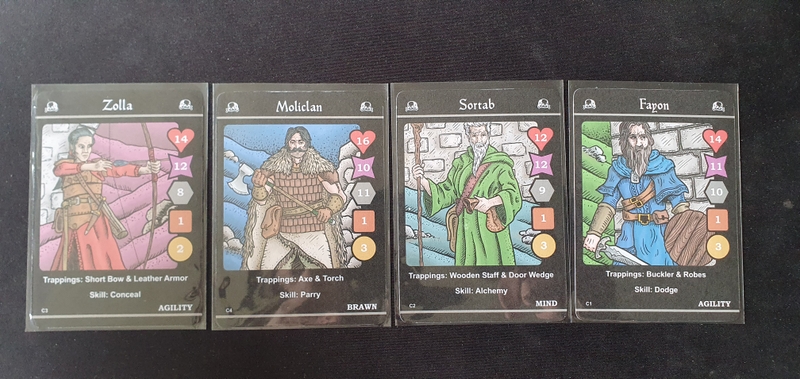 Zolla
14
12
8
1
2
Trappings: Short Bow & Leather Armor
Skill: Conceal
C3
AGILITY
Moliclan
16
10
11
1
3
Trappings: Axe & Torch
Skill: Parry
C4
BRAWN
Sortab
12
12
9
1
3
Trappings: Wooden Staff & Door Wedge
Skill: Alchemy
C2
MIND
Fayon
14
11
10
1
3
Trappings: Buckler & Robes
Skill: Dodge
C1
AGILITY